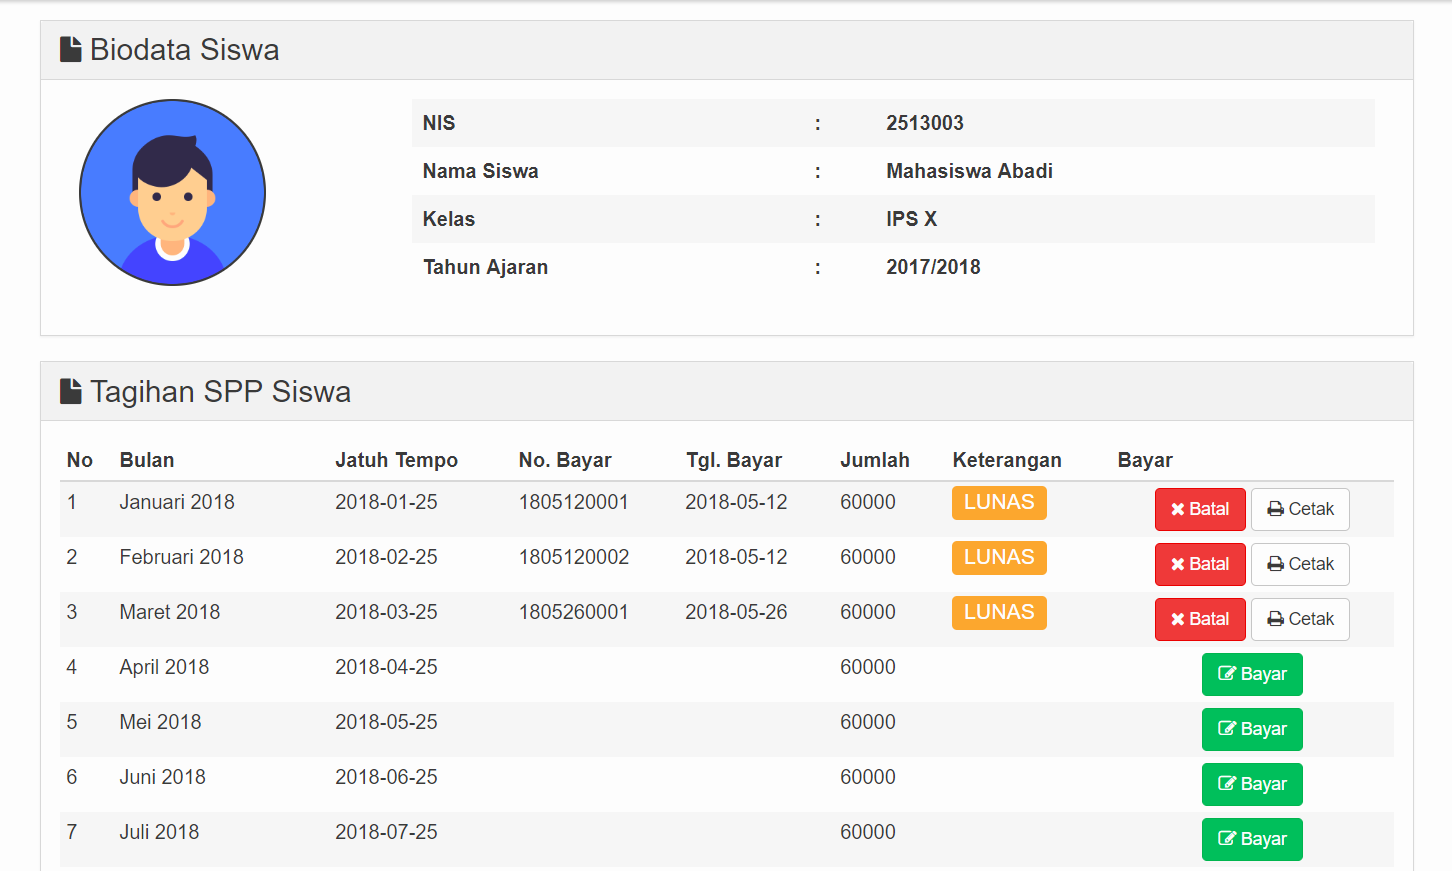 Biodata Siswa
NIS : 2513003
Nama Siswa : Mahasiswa Abadi
Kelas : IPS X
Tahun Ajaran : 2017/2018
Tagihan SPP Siswa
No Bulan Jatuh Tempo No. Bayar Tgl. Bayar Jumlah Keterangan Bayar
1 Januari 2018 2018-01-25 1805120001 2018-05-12 60000 LUNAS Batal Cetak
2 Februari 2018 2018-02-25 1805120002 2018-05-12 60000 LUNAS Batal Cetak
3 Maret 2018 2018-03-25 1805260001 2018-05-26 60000 LUNAS Batal Cetak
4 April 2018 2018-04-25 60000 Bayar
5 Mei 2018 2018-05-25 60000 Bayar
6 Juni 2018 2018-06-25 60000 Bayar
7 Juli 2018 2018-07-25 60000 Bayar